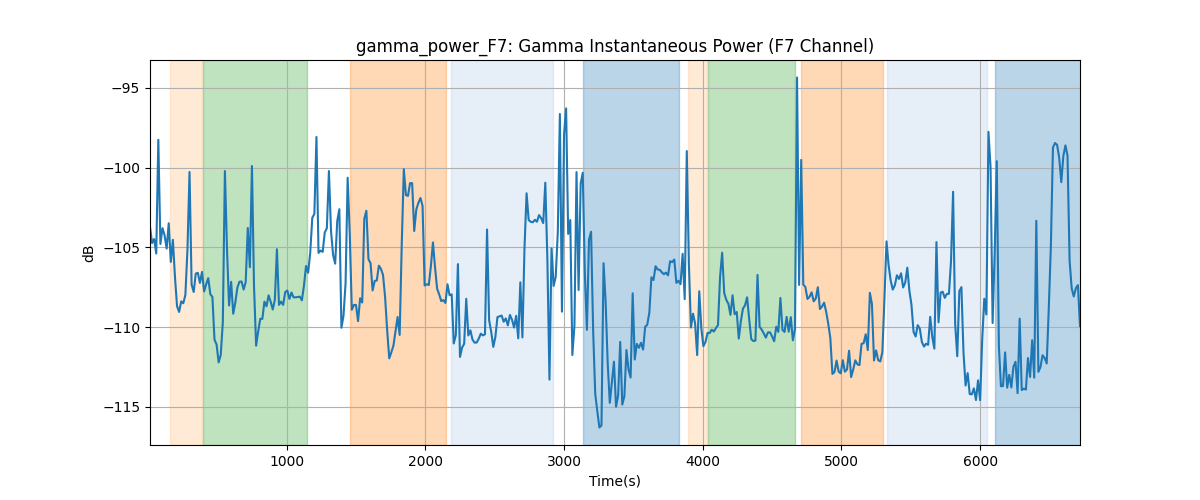 gamma_power_F7: Gamma Instantaneous Power (F7 Channel)
−95
−100
−105
−110
−115
dB
1000 2000 3000 4000 5000 6000
Time(s)